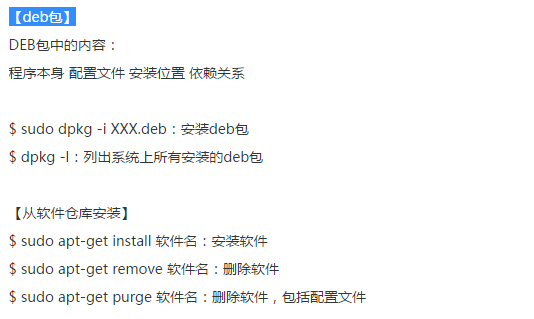 【deb包】
DEB包中的内容：
程序本身 配置文件 安装位置 依赖关系
$ sudo dpkg -i XXX.deb：安装deb包
$ dpkg -l：列出系统上所有安装的deb包
【从软件仓库安装】
$ sudo apt-get install 软件名：安装软件
$ sudo apt-get remove 软件名：删除软件
$ sudo apt-get purge 软件名：删除软件，包括配置文件